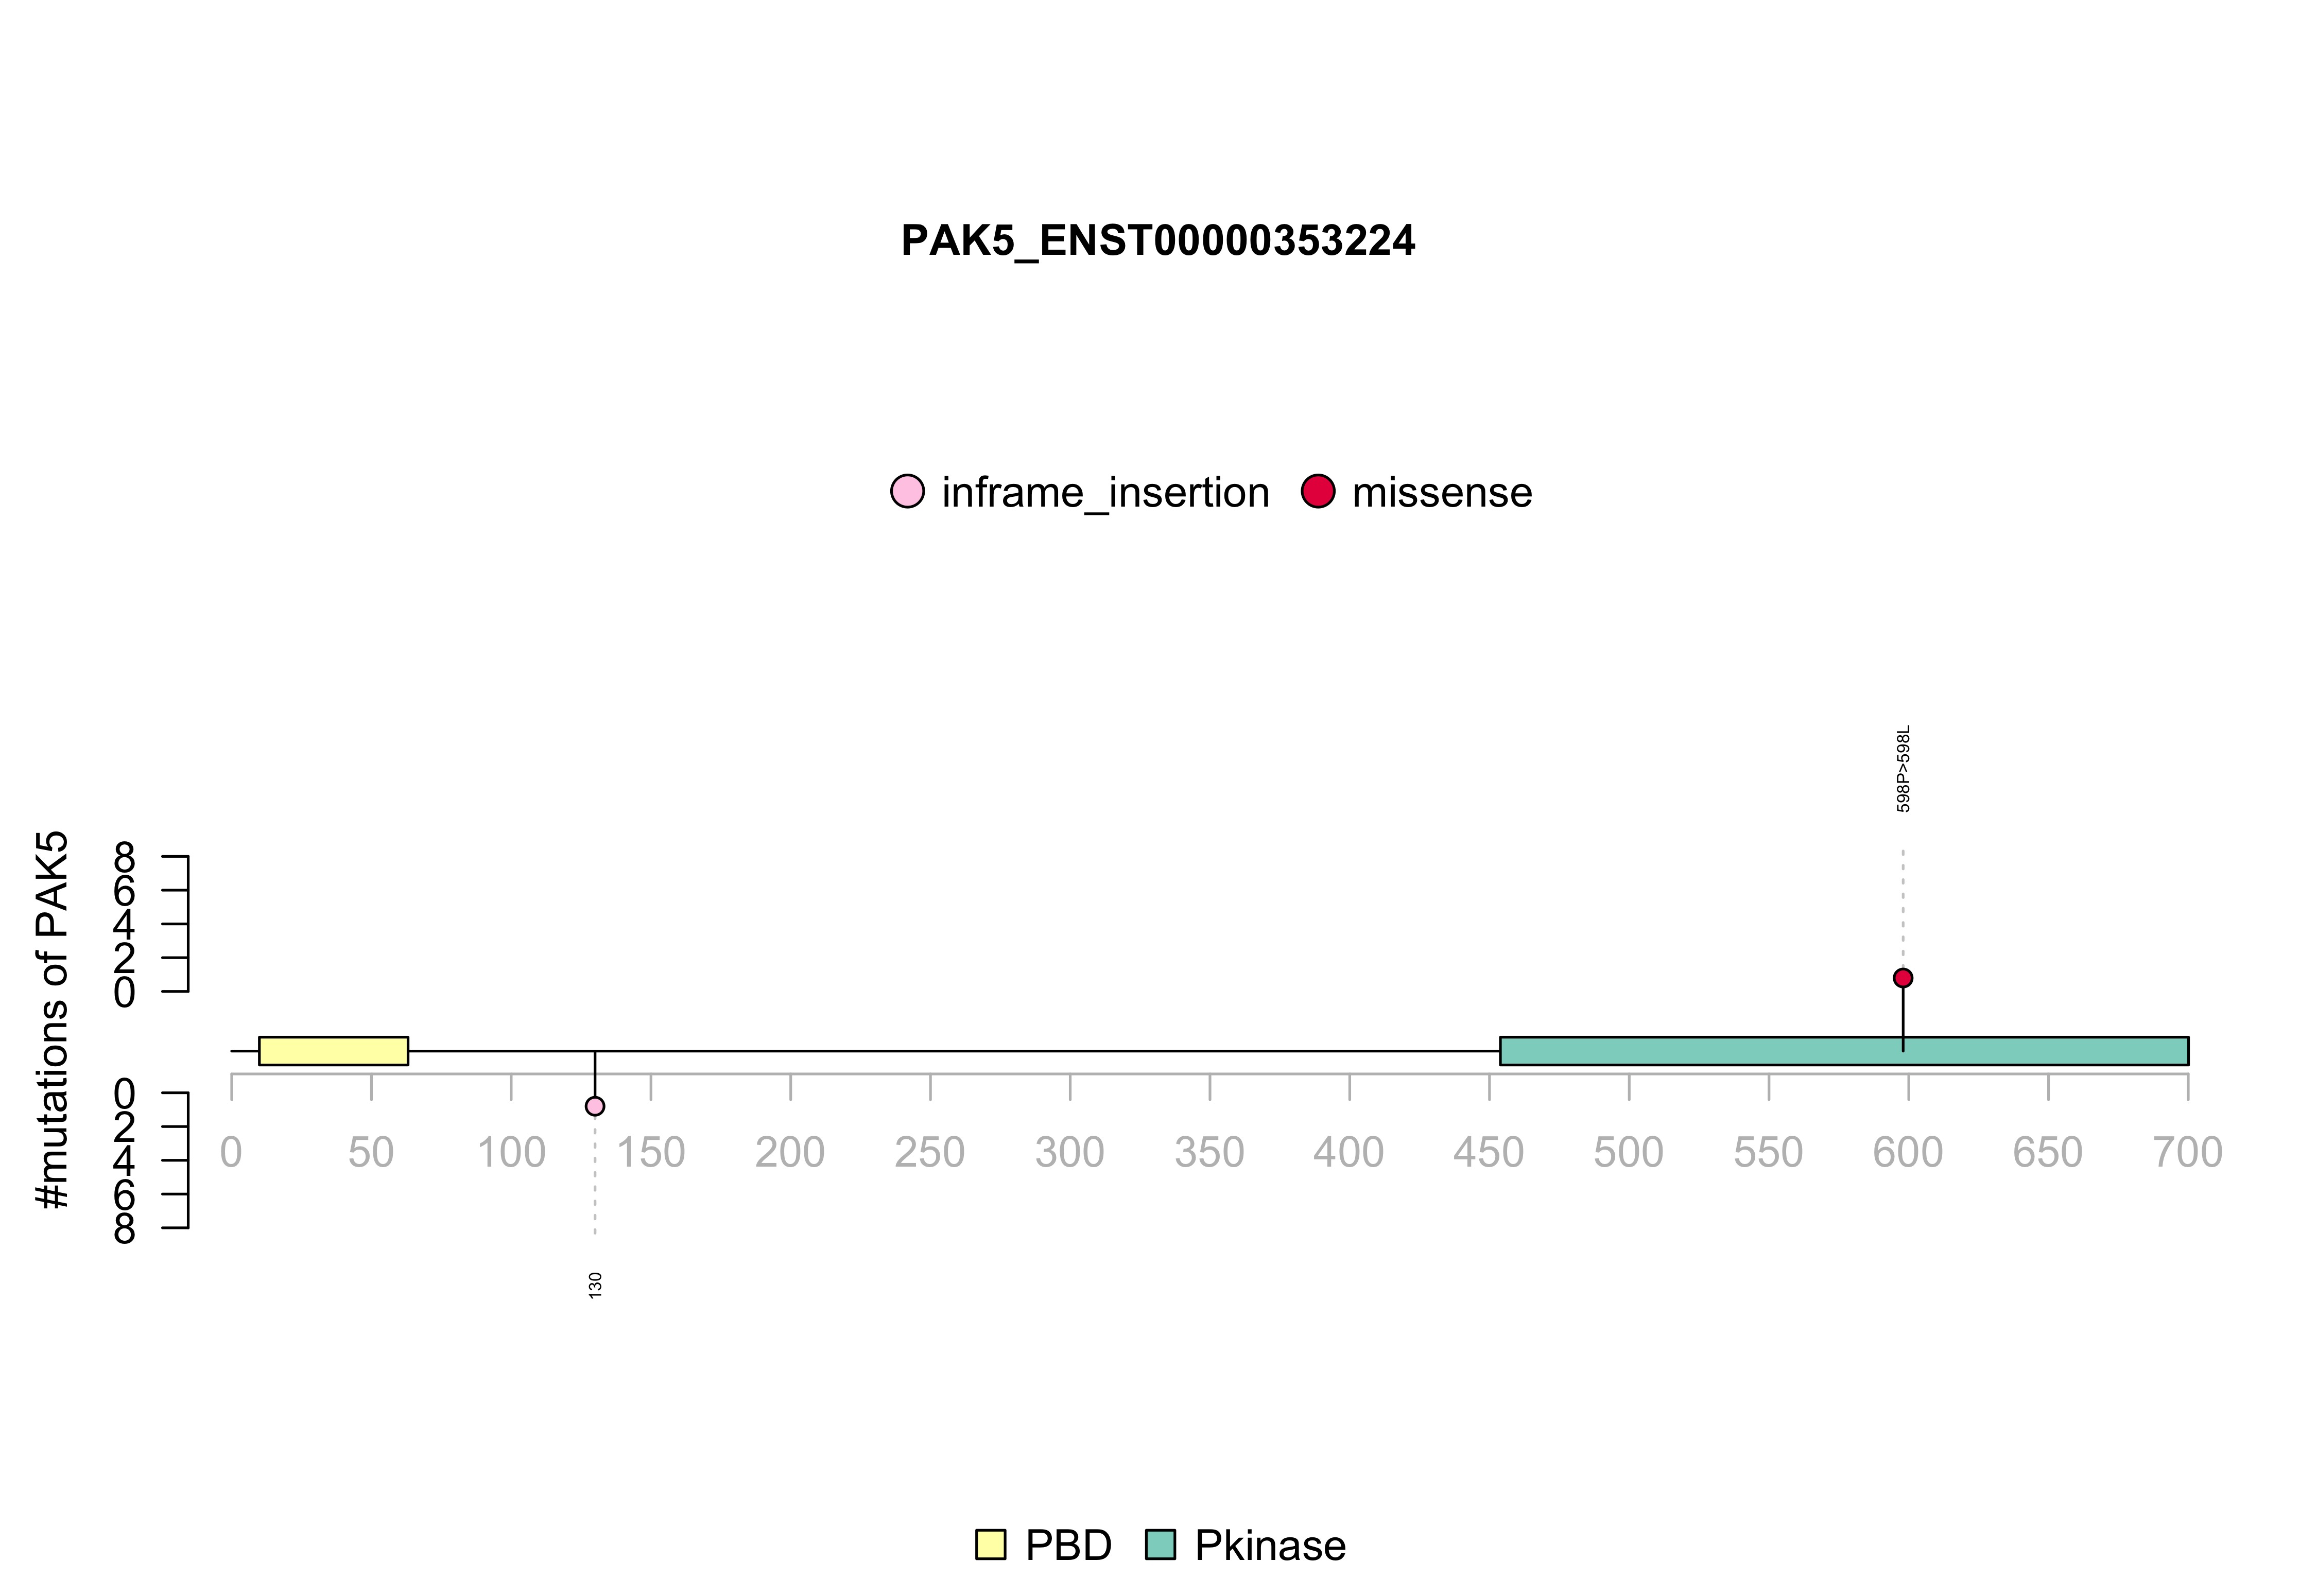 PAK5_ENST00000353224
inframe_insertion missense
598P>598L
#mutations of PAK5
8
6
4
2
0
0
2
4
6
8
0 50 100 150 200 250 300 350 400 450 500 550 600 650 700
130
PBD Pkinase